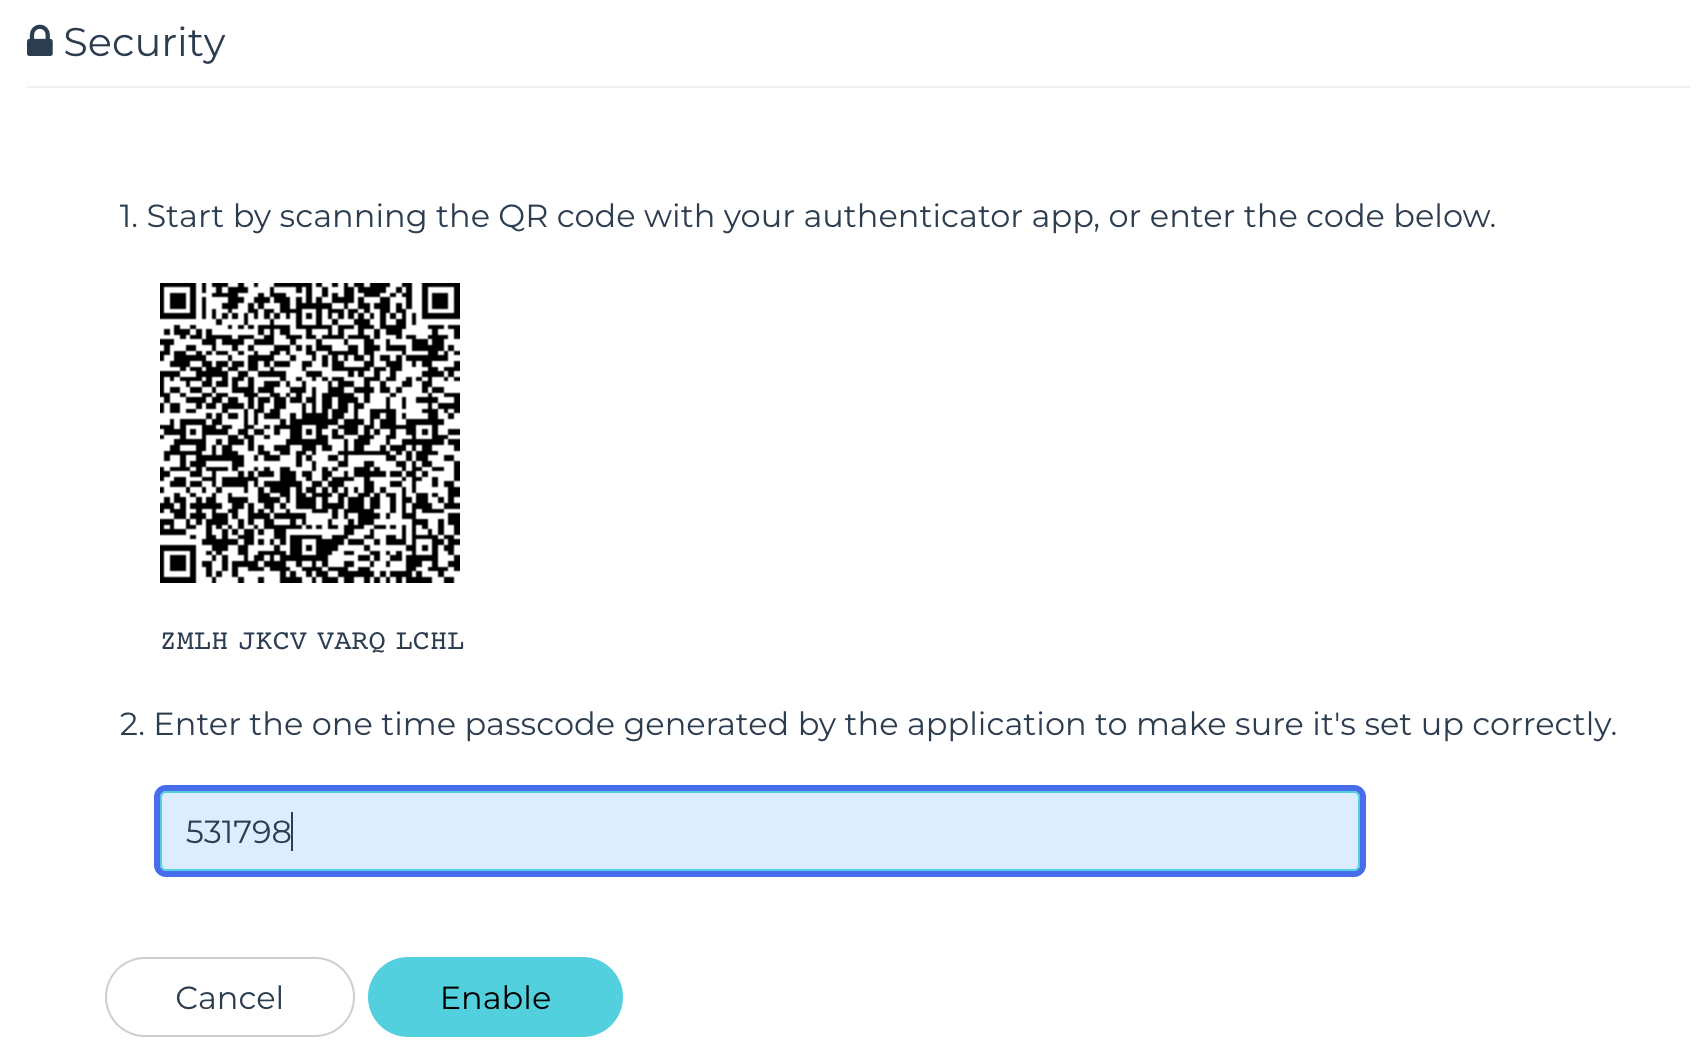 Security
1. Start by scanning the QR code with your authenticator app, or enter the code below.
ZMLH JKCV VARQ LCHL
2. Enter the one time passcode generated by the application to make sure it's set up correctly.
531798
Cancel
Enable